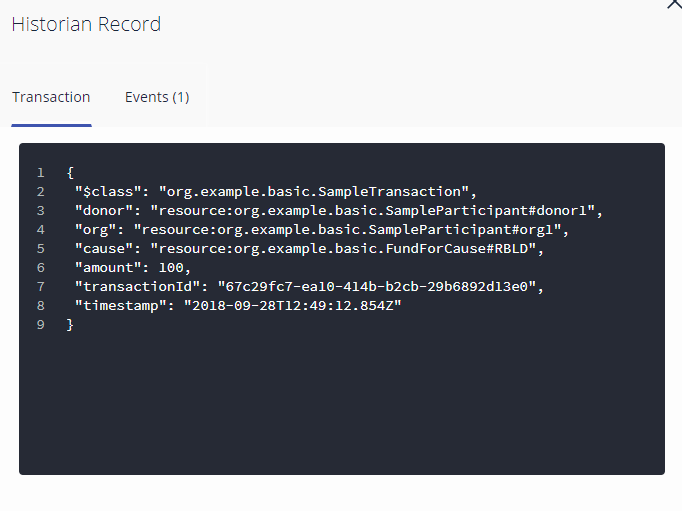 Historian Record
Transaction Events (1)
1 {
2 "$class": "org.example.basic.SampleTransaction",
3 "donor": "resource:org.example.basic.SampleParticipant#donor1",
4 "org": "resource:org.example.basic.SampleParticipant#org1",
5 "cause": "resource:org.example.basic.FundForCause#RBLD",
6 "amount": 100,
7 "transactionId": "67c29fc7-ea10-414b-b2cb-29b6892d13e0",
8 "timestamp": "2018-09-28T12:49:12.854Z"
9 }